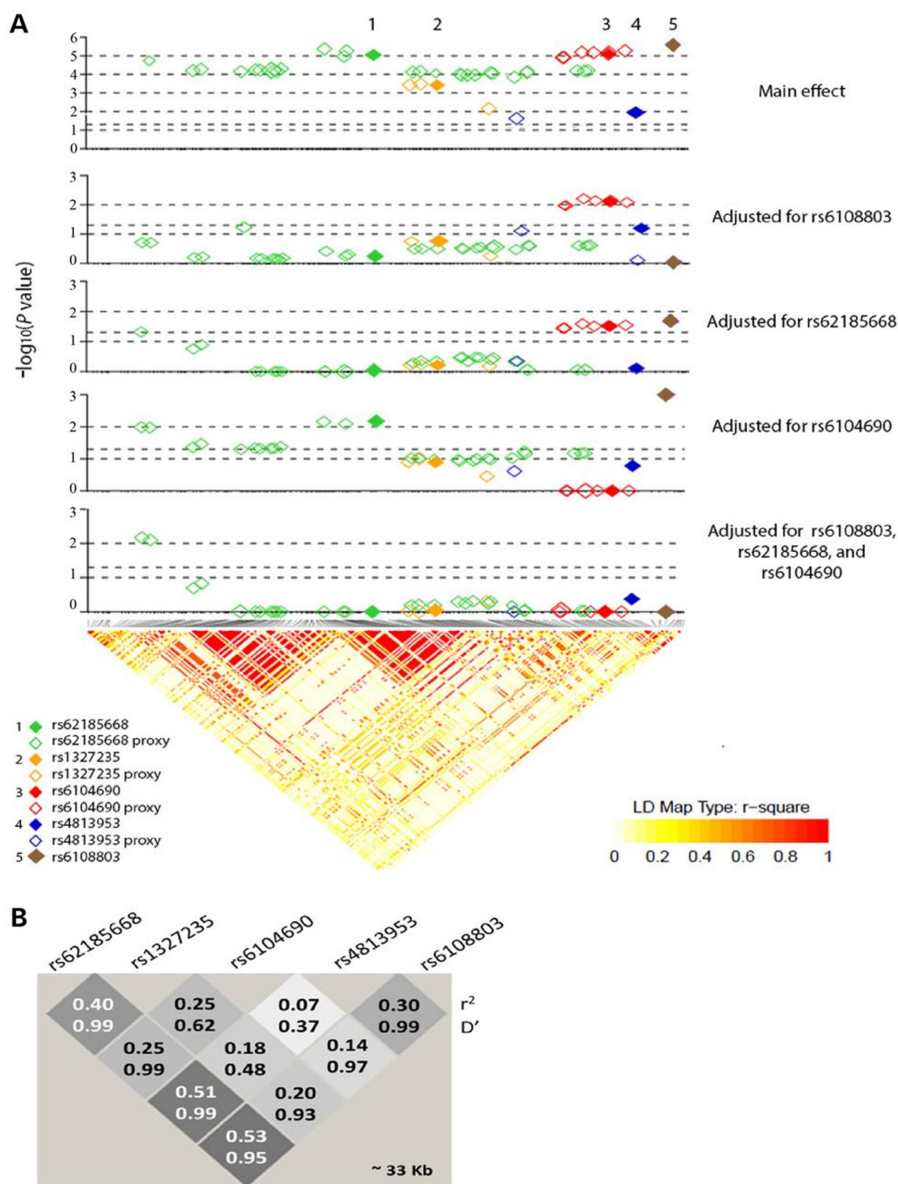 A
1 2 3 4 5
6
5
4
3
2
1
0
Main effect
3
2
1
0
Adjusted for rs6108803
3
2
1
0
Adjusted for rs62185668
3
2
1
0
Adjusted for rs6104690
2
1
0
Adjusted for rs6108803,
rs62185668, and
rs6104690
-log10(P value)
1 rs62185668
rs62185668 proxy
2 rs1327235
rs1327235 proxy
3 rs6104690
rs6104690 proxy
4 rs4813953
rs4813953 proxy
5 rs6108803
LD Map Type: r-square
0 0.2 0.4 0.6 0.8 1
B
rs62185668 rs1327235 rs6104690 rs4813953 rs6108803
0.40 0.25 0.07 0.30 r²
0.99 0.62 0.37 0.99 D′
0.25 0.18 0.14
0.99 0.48 0.97
0.51 0.20
0.99 0.93
0.53
0.95
~ 33 Kb